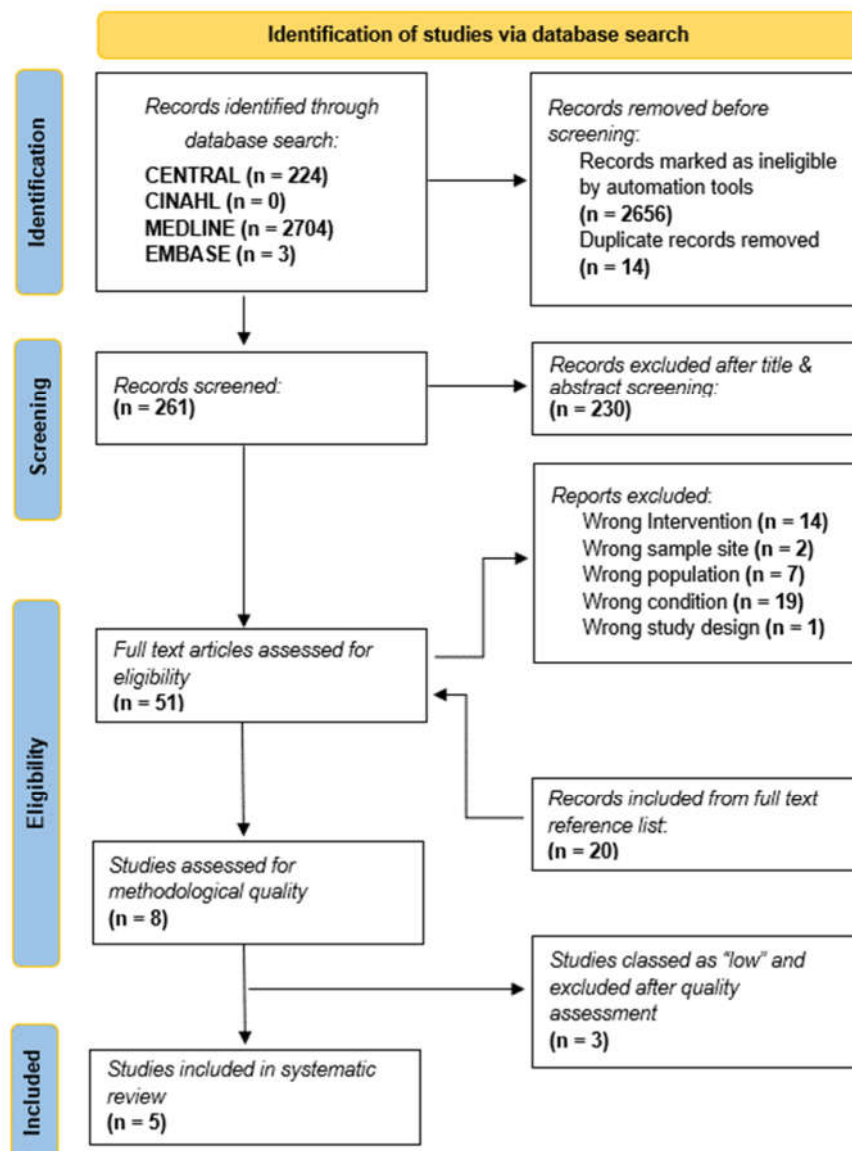 Identification of studies via database search
Identification
Records identified through
database search:
CENTRAL (n = 224)
CINAHL (n = 0)
MEDLINE (n = 2704)
EMBASE (n = 3)
Records removed before
screening:
Records marked as ineligible
by automation tools
(n = 2656)
Duplicate records removed
(n = 14)
Screening
Records screened:
(n = 261)
Records excluded after title &
abstract screening:
(n = 230)
Reports excluded:
Wrong Intervention (n = 14)
Wrong sample site (n = 2)
Wrong population (n = 7)
Wrong condition (n = 19)
Wrong study design (n = 1)
Eligibility
Full text articles assessed for
eligibility
(n = 51)
Records included from full text
reference list:
(n = 20)
Studies assessed for
methodological quality
(n = 8)
Studies classed as "low" and
excluded after quality
assessment
(n = 3)
Included
Studies included in systematic
review
(n = 5)